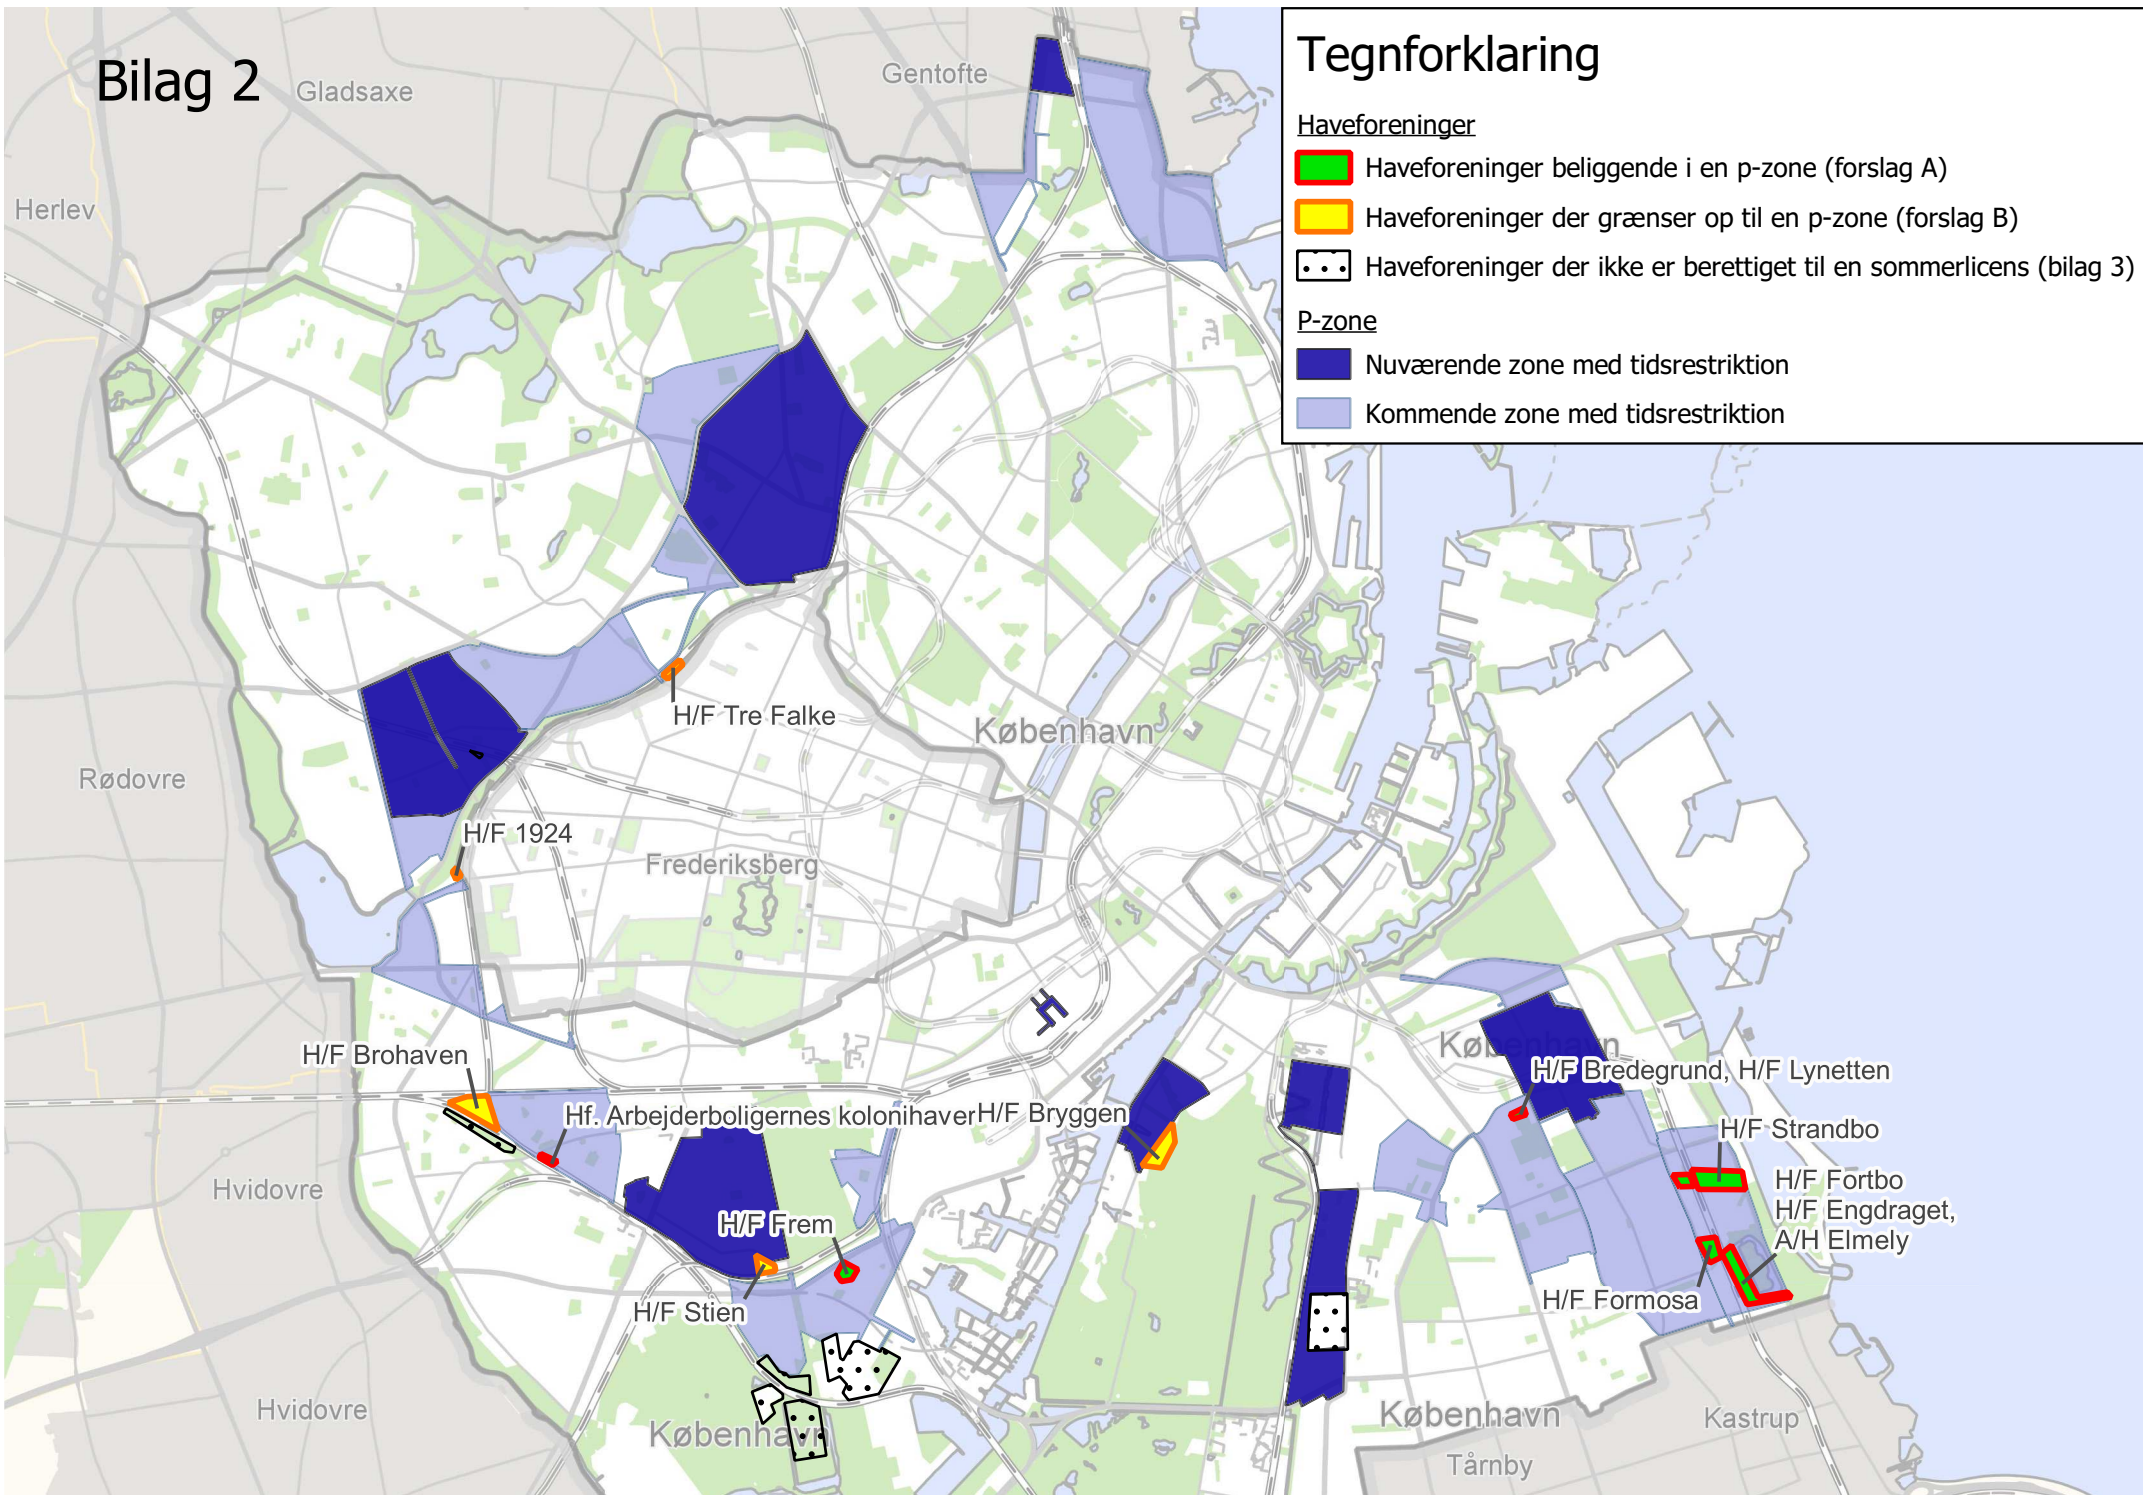 Bilag 2
Gladsaxe
Gentofte
Herlev
Tegnforklaring
Haveforeninger
Haveforeninger beliggende i en p-zone (forslag A)
Haveforeninger der grænser op til en p-zone (forslag B)
Haveforeninger der ikke er berettiget til en sommerlicens (bilag 3)
P-zone
Nuværende zone med tidsrestriktion
Kommende zone med tidsrestriktion
H/F Tre Falke
København
Rødovre
H/F 1924
Frederiksberg
H/F Brohaven
København
H/F Bredegrund, H/F Lynetten
Hf. Arbejderboligernes kolonihaver
H/F Bryggen
H/F Strandbo
Hvidovre
H/F Fortbo
H/F Engdraget,
A/H Elmely
H/F Frem
H/F Stien
H/F Formosa
Hvidovre
København
København
Kastrup
Tårnby